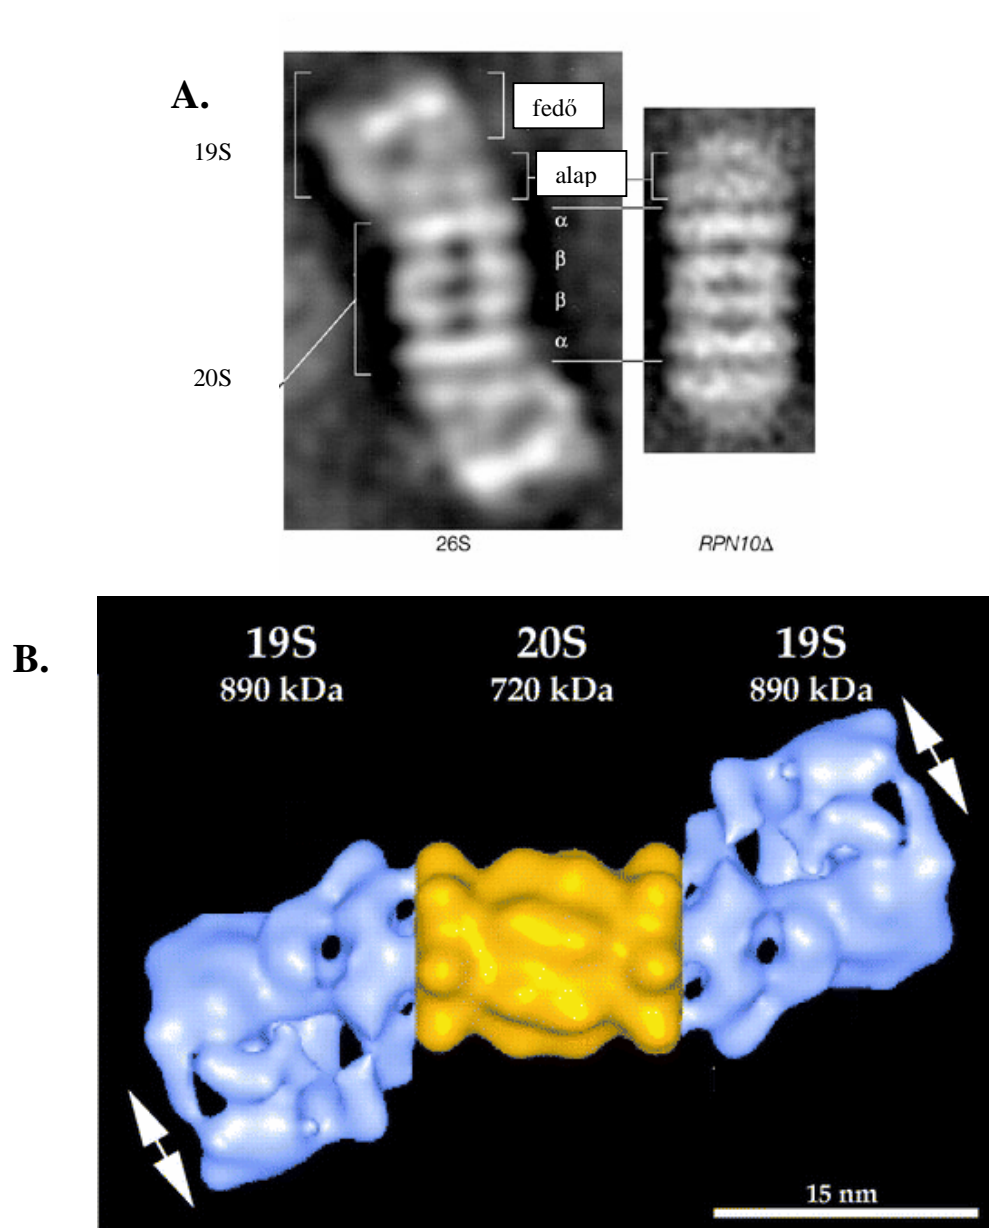 A.
fedő
19S
alap
α
β
β
α
20S
26S
RPN10Δ
B.
19S 20S 19S
890 kDa 720 kDa 890 kDa
15 nm